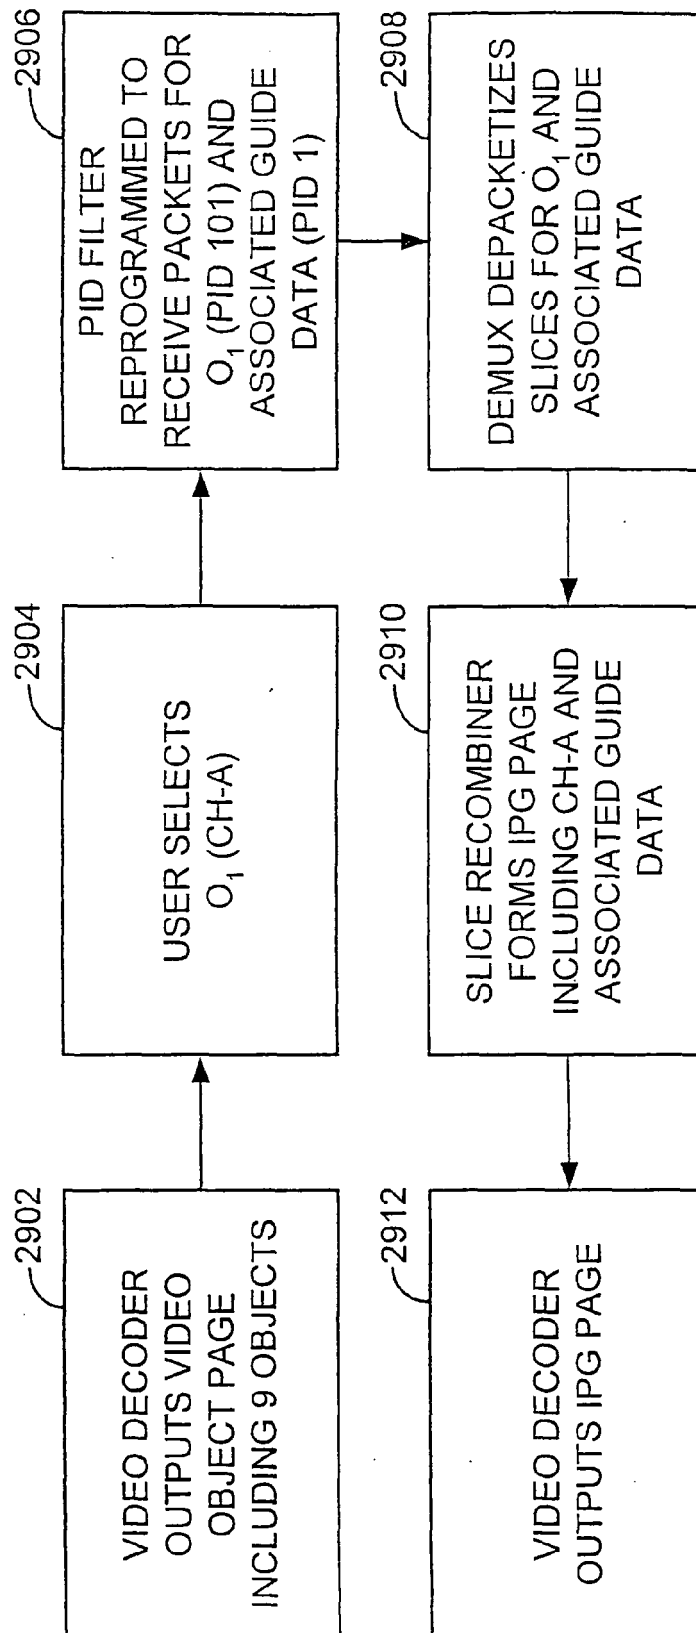 2902
VIDEO DECODER
OUTPUTS VIDEO
OBJECT PAGE
INCLUDING 9 OBJECTS
2904
USER SELECTS
O₁ (CH-A)
2906
PID FILTER
REPROGRAMMED TO
RECEIVE PACKETS FOR
O₁ (PID 101) AND
ASSOCIATED GUIDE
DATA (PID 1)
2908
DEMUX DEPACKETIZES
SLICES FOR O₁ AND
ASSOCIATED GUIDE
DATA
2910
SLICE RECOMBINER
FORMS IPG PAGE
INCLUDING CH-A AND
ASSOCIATED GUIDE
DATA
2912
VIDEO DECODER
OUTPUTS IPG PAGE